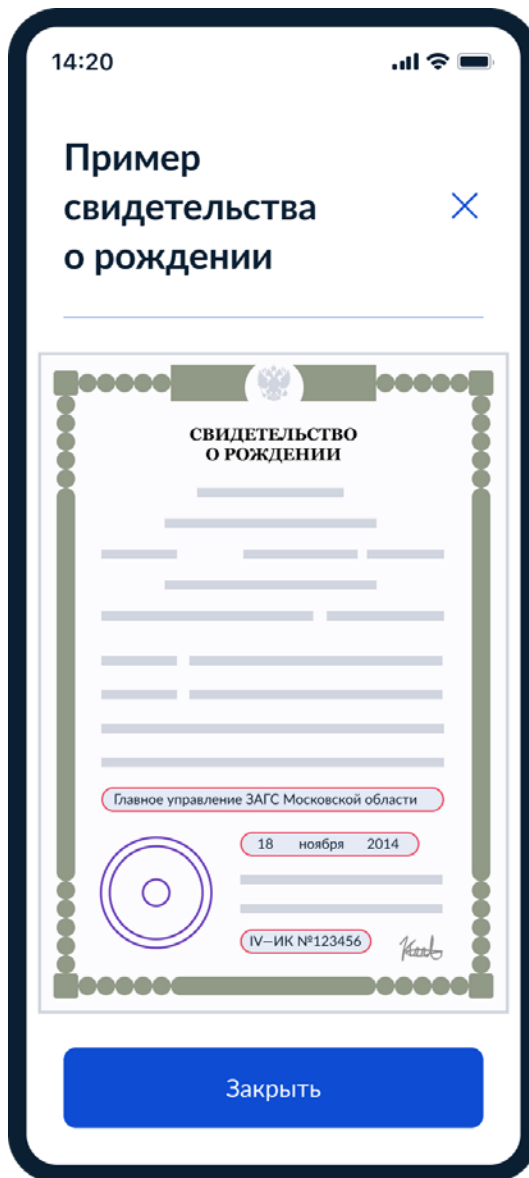 14:20
Пример
свидетельства
о рождении
СВИДЕТЕЛЬСТВО
О РОЖДЕНИИ
Главное управление ЗАГС Московской области
18 ноября 2014
IV–ИК №123456
Закрыть